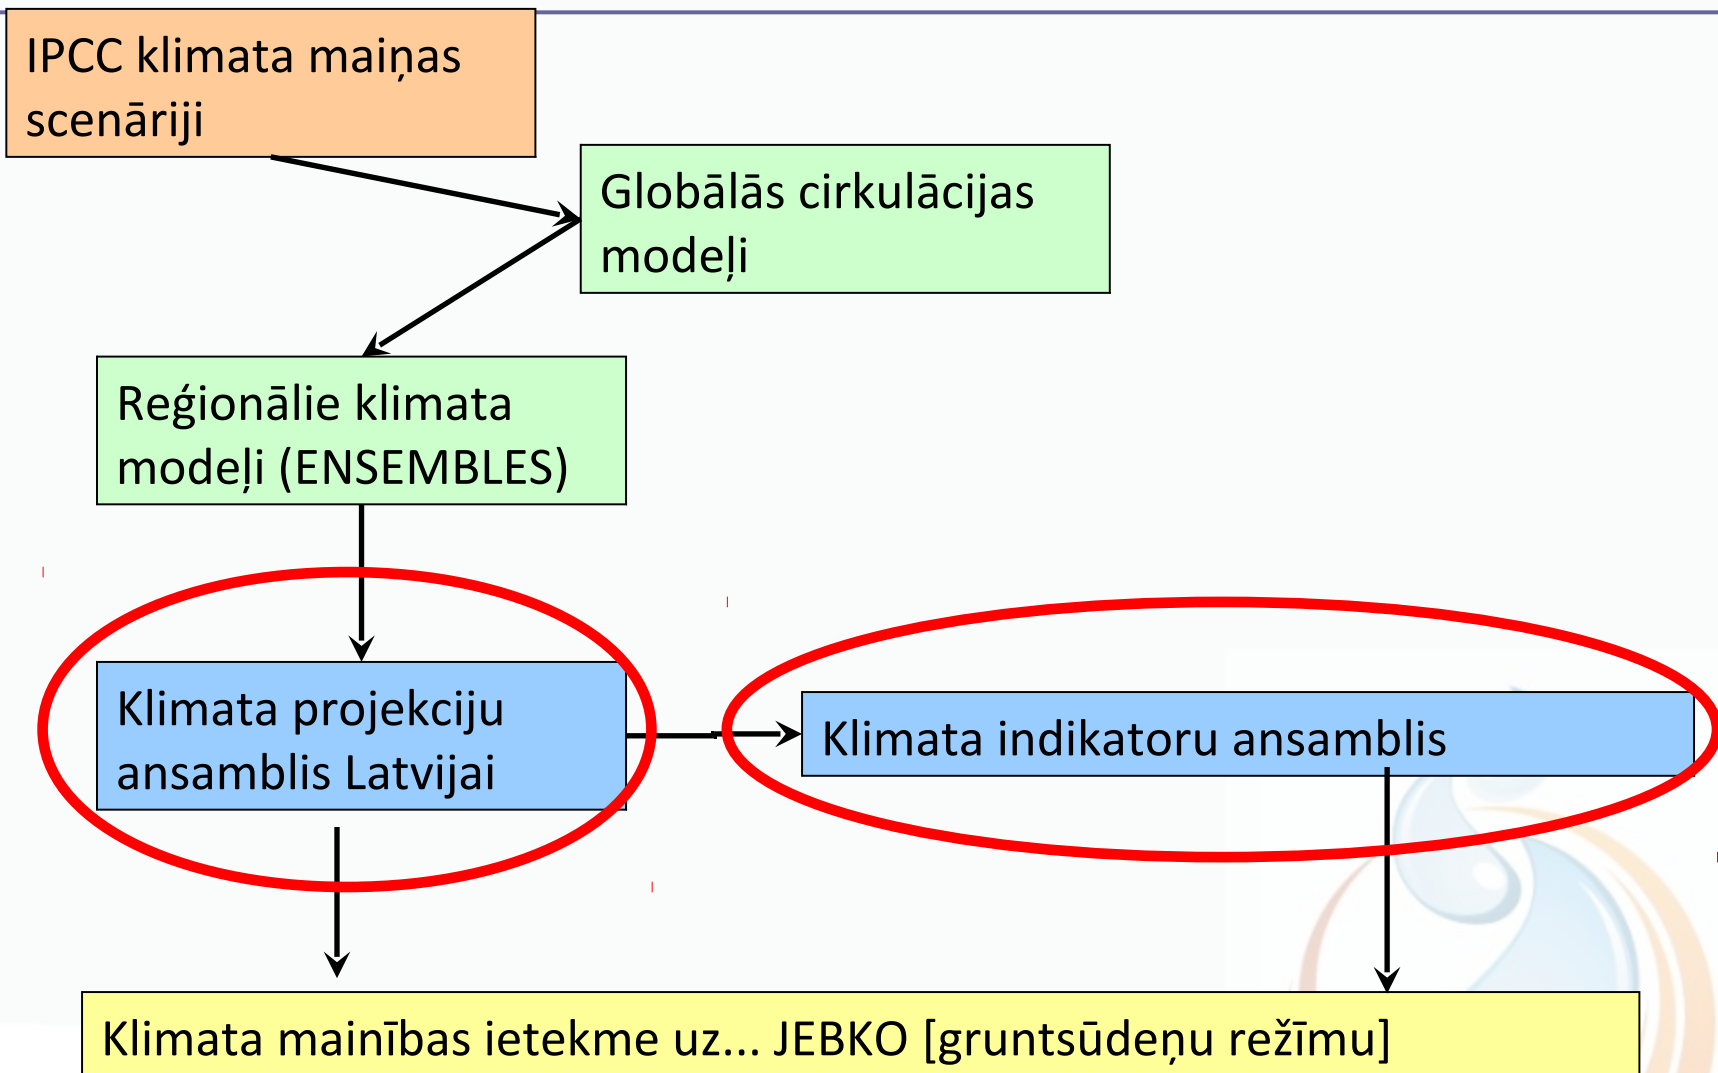 IPCC klimata maiņas
scenāriji
Globālās cirkulācijas
modeļi
Reģionālie klimata
modeļi (ENSEMBLES)
Klimata projekciju
ansamblis Latvijai
Klimata indikatoru ansamblis
Klimata mainības ietekme uz... JEBKO [gruntsūdeņu režīmu]